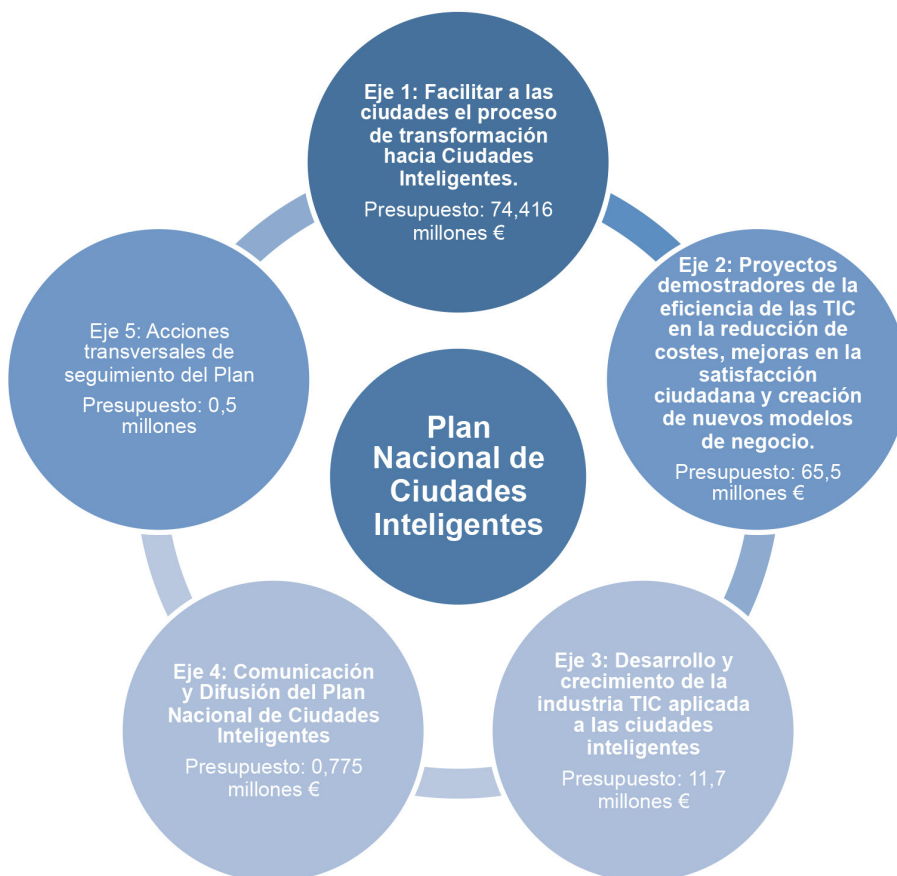 Eje 1: Facilitar a las
ciudades el proceso
de transformación
hacia Ciudades
Inteligentes.
Presupuesto: 74,416
millones €
Eje 2: Proyectos
demostradores de la
eficiencia de las TIC
en la reducción de
costes, mejoras en la
satisfacción
ciudadana y creación
de nuevos modelos
de negocio.
Presupuesto: 65,5
millones €
Eje 3: Desarrollo y
crecimiento de la
industria TIC aplicada
a las ciudades
inteligentes
Presupuesto: 11,7
millones €
Eje 4: Comunicación
y Difusión del Plan
Nacional de Ciudades
Inteligentes
Presupuesto: 0,775
millones €
Eje 5: Acciones
transversales de
seguimiento del Plan
Presupuesto: 0,5
millones
Plan
Nacional de
Ciudades
Inteligentes